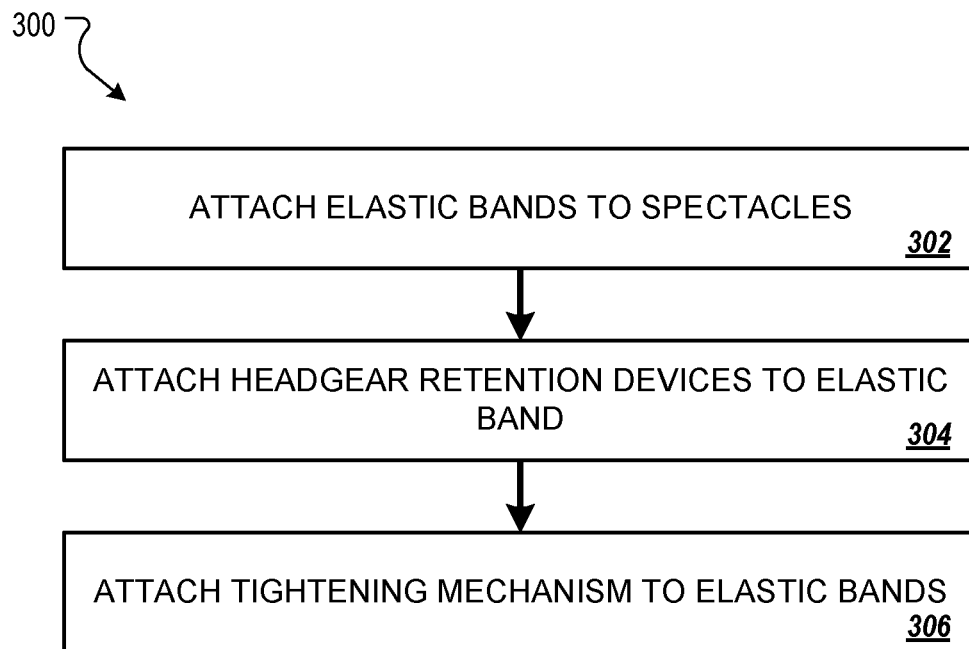 300
ATTACH ELASTIC BANDS TO SPECTACLES
302
ATTACH HEADGEAR RETENTION DEVICES TO ELASTIC
BAND
304
ATTACH TIGHTENING MECHANISM TO ELASTIC BANDS
306